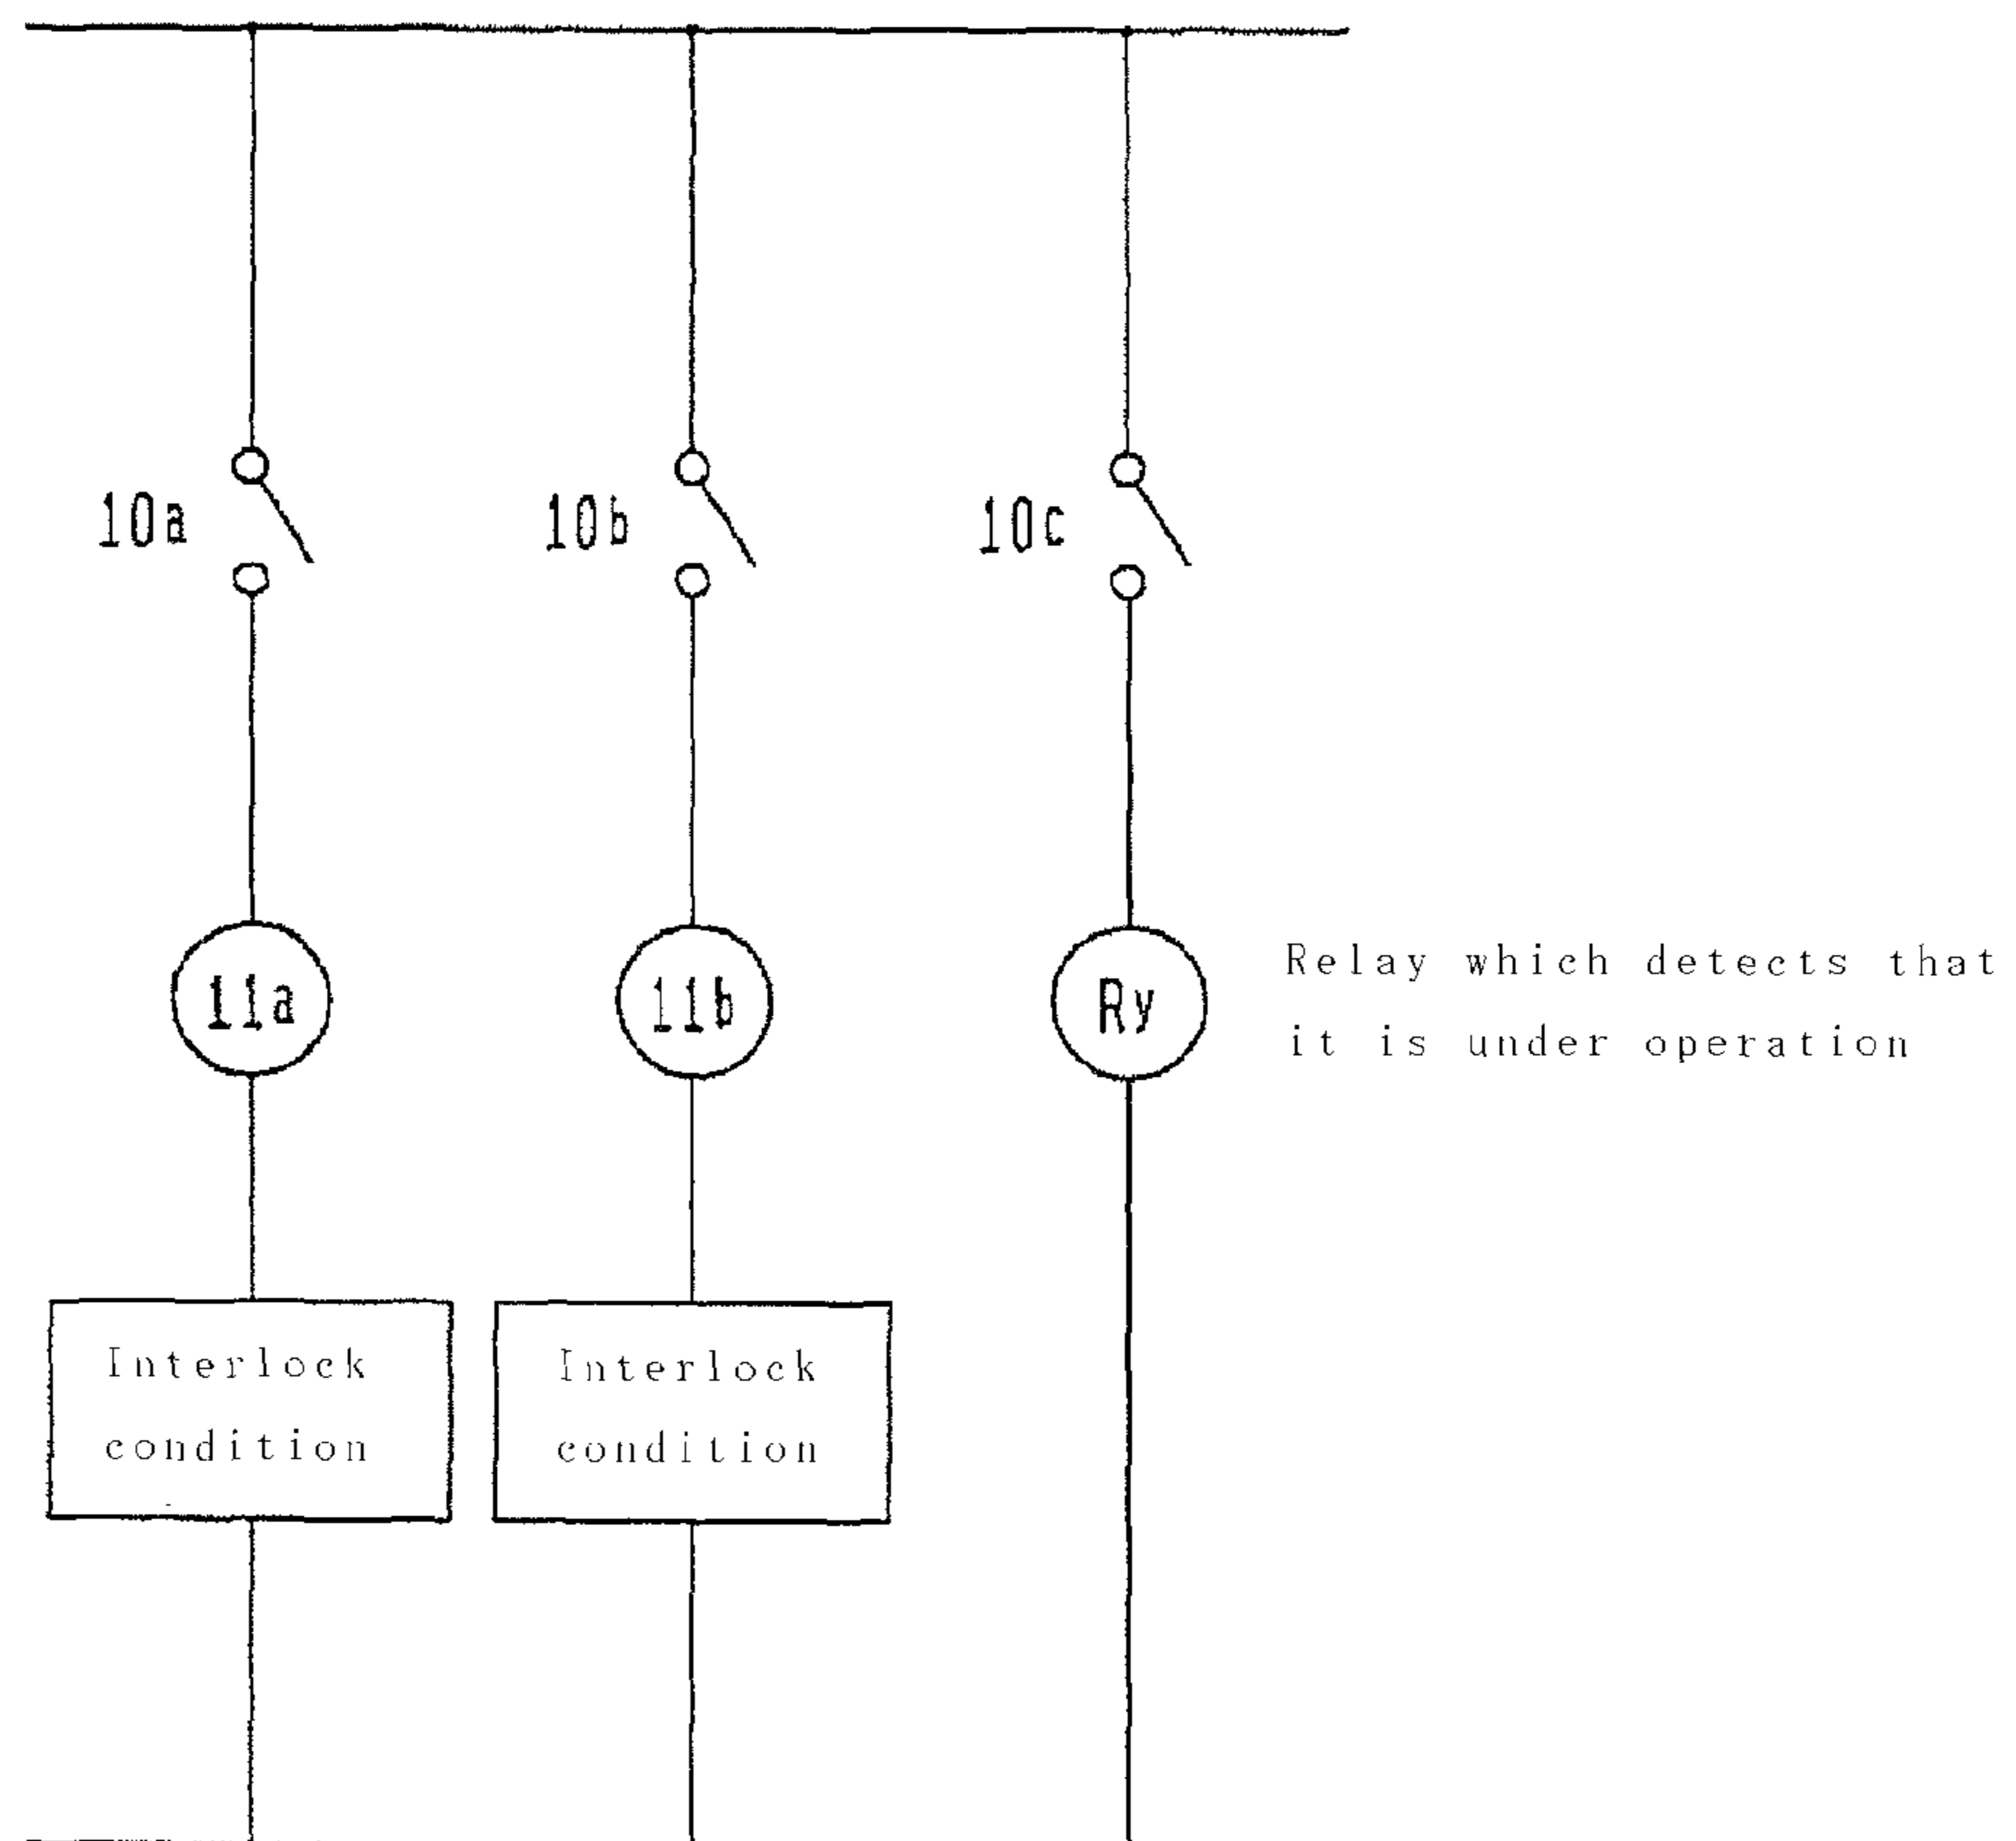 10a
10b
10c
11a
11b
Ry
Relay which detects that
it is under operation
Interlock
condition
Interlock
condition